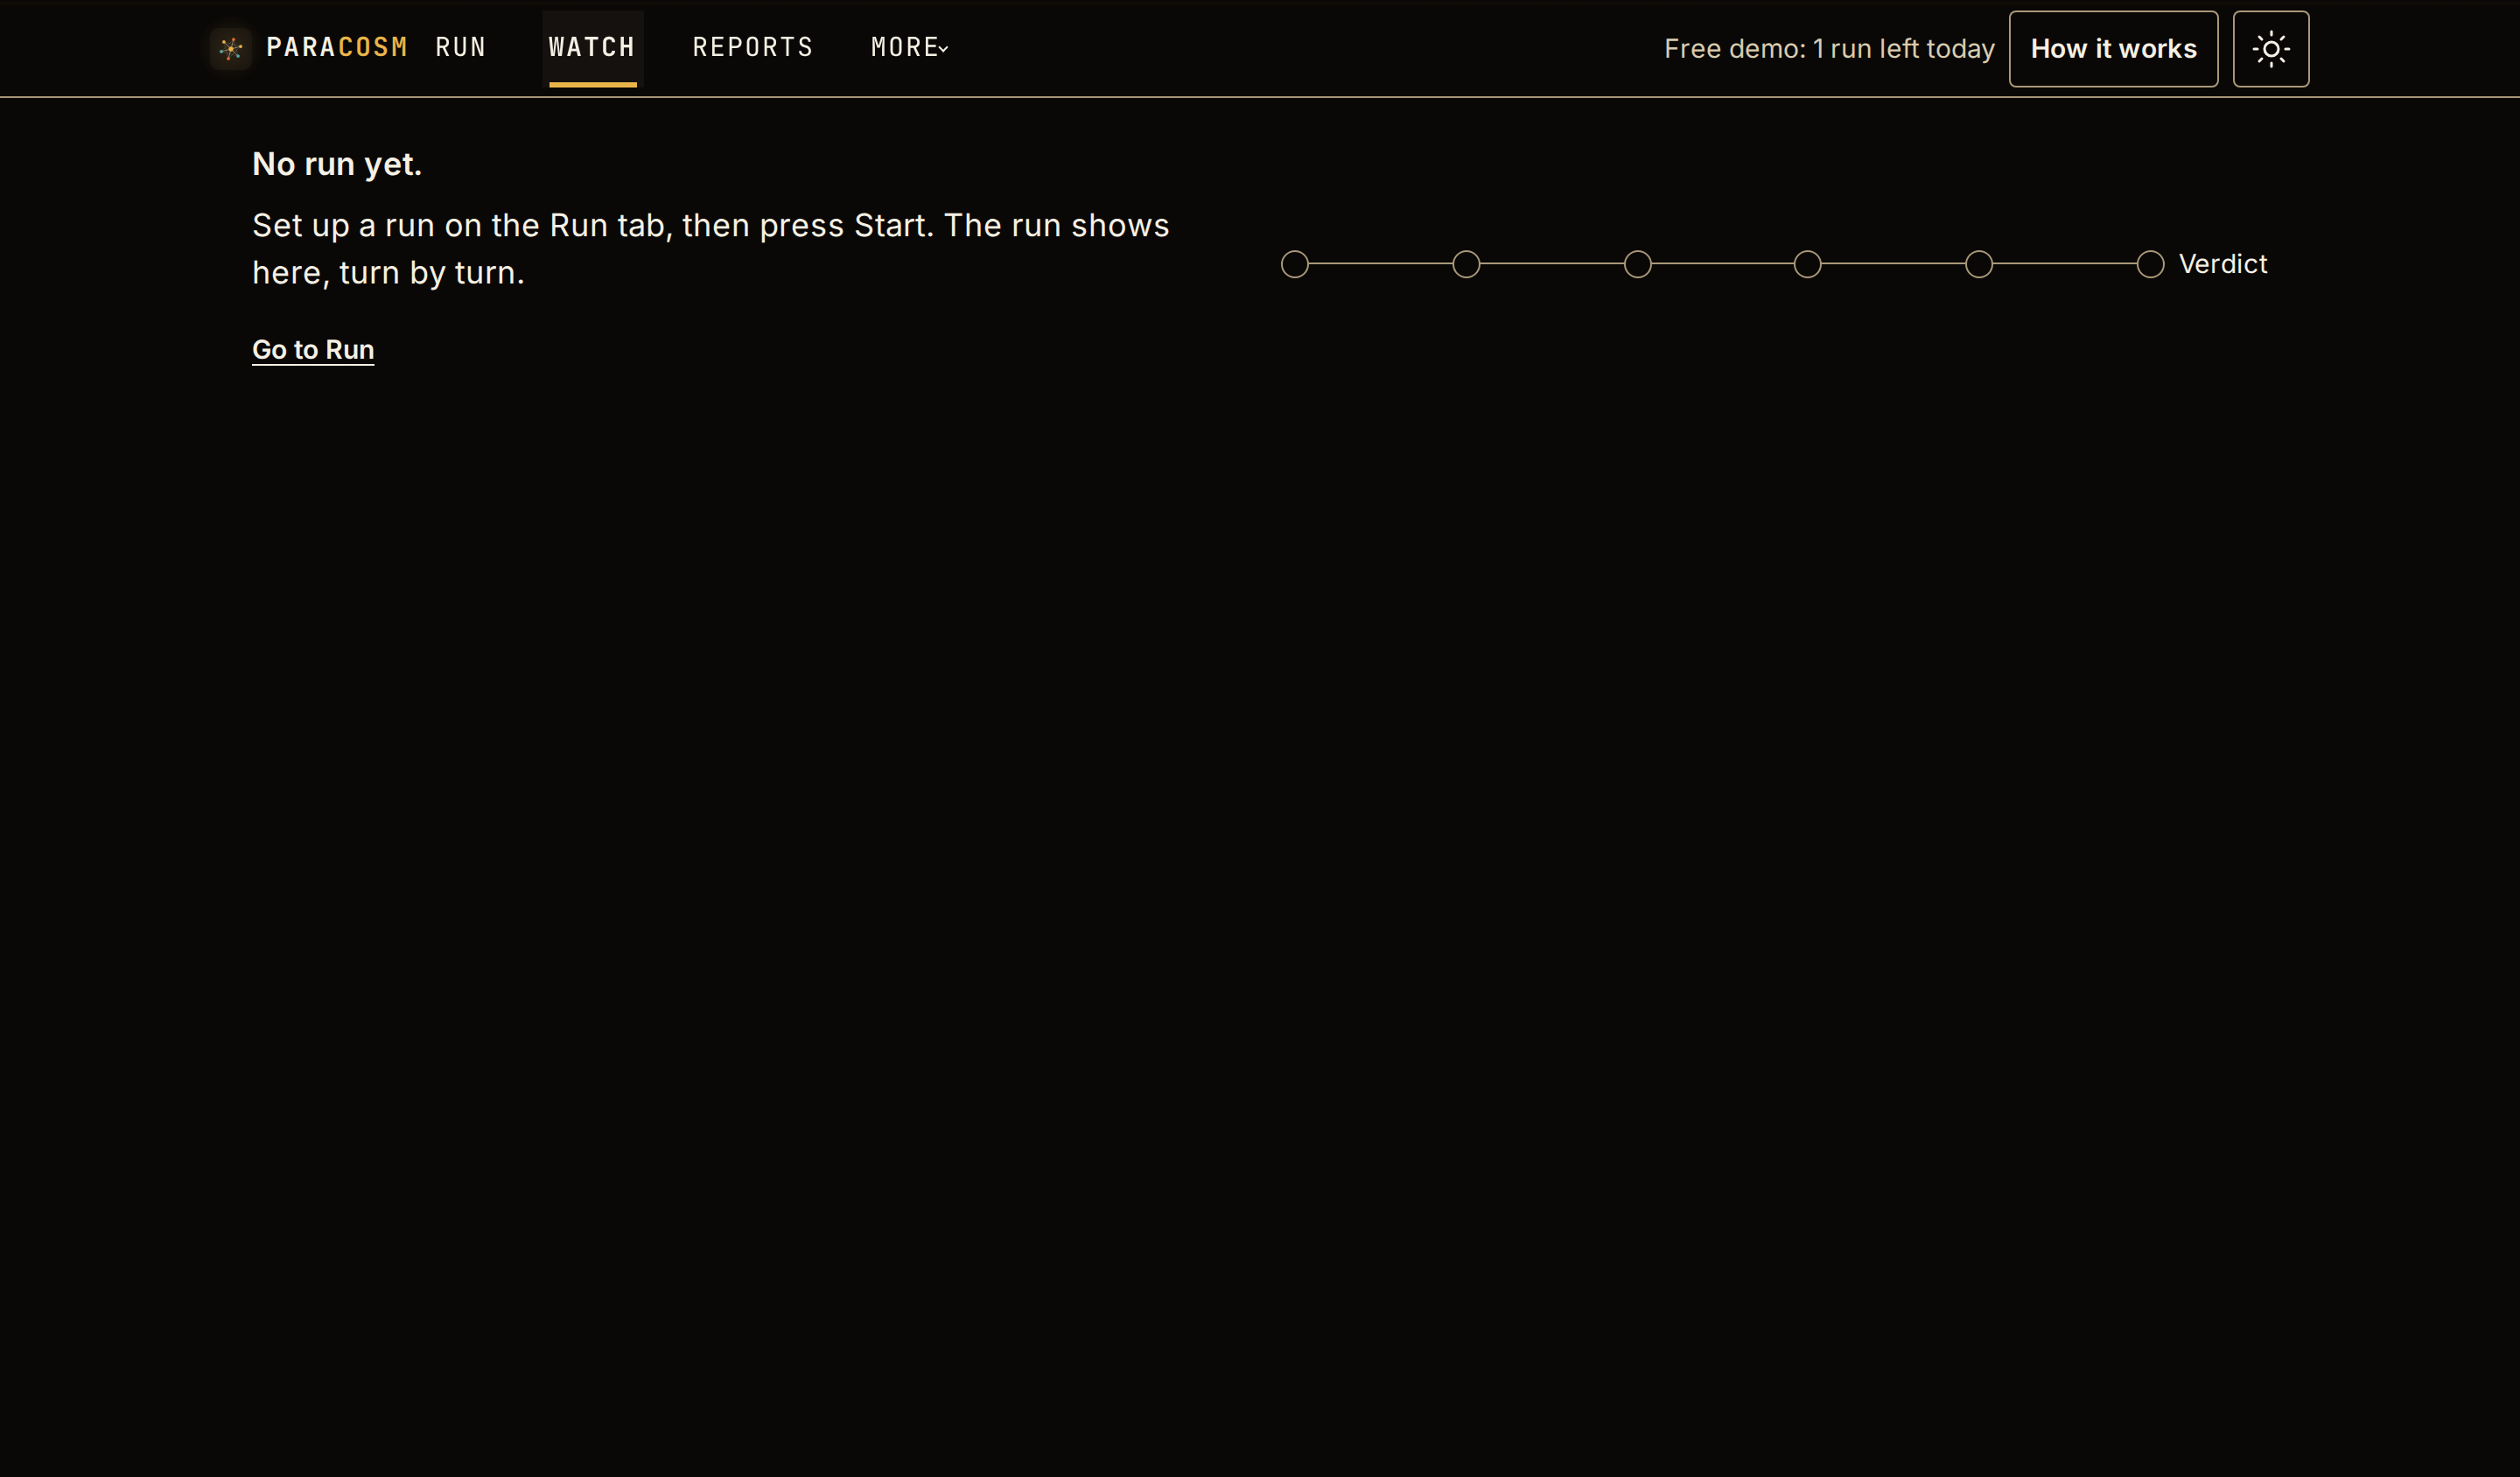 PARACOSM RUN WATCH REPORTS MORE Free demo: 1 run left today How it works
No run yet.
Set up a run on the Run tab, then press Start. The run shows
here, turn by turn.
Verdict
Go to Run